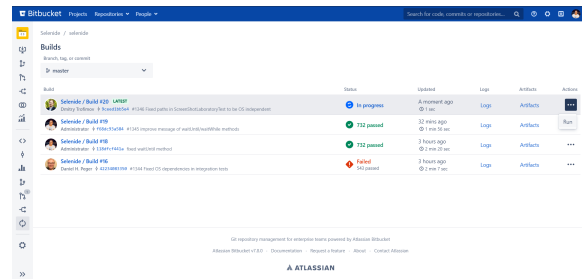 Bitbucket Projects Repositories People Search for code, commits or repositories...
Selenide / selenide
Builds
Branch, tag, or commit
master
Build Status Updated Logs Artifacts Actions
Selenide / Build #20 LATEST In progress A moment ago Logs Artifacts
#1346 Fixed paths in ScreenShotLaboratoryTest to be OS independent 1 sec
Run
Selenide / Build #19 732 passed 32 mins ago Logs Artifacts
Administrator #1345 Improve message of waitUntil/waitWhile methods 1 min 56 sec
Selenide / Build #18 732 passed 3 hours ago Logs Artifacts
Administrator fixed waitUntil method 2 min 20 sec
Selenide / Build #16 Failed 3 hours ago Logs Artifacts
Daniel H. Peger #1344 Fixed OS dependencies in integration tests 543 passed 2 min 7 sec
Git repository management for enterprise teams powered by Atlassian Bitbucket
Atlassian Bitbucket v7.8.0 · Documentation · Request a feature · About · Contact Atlassian
ATLASSIAN